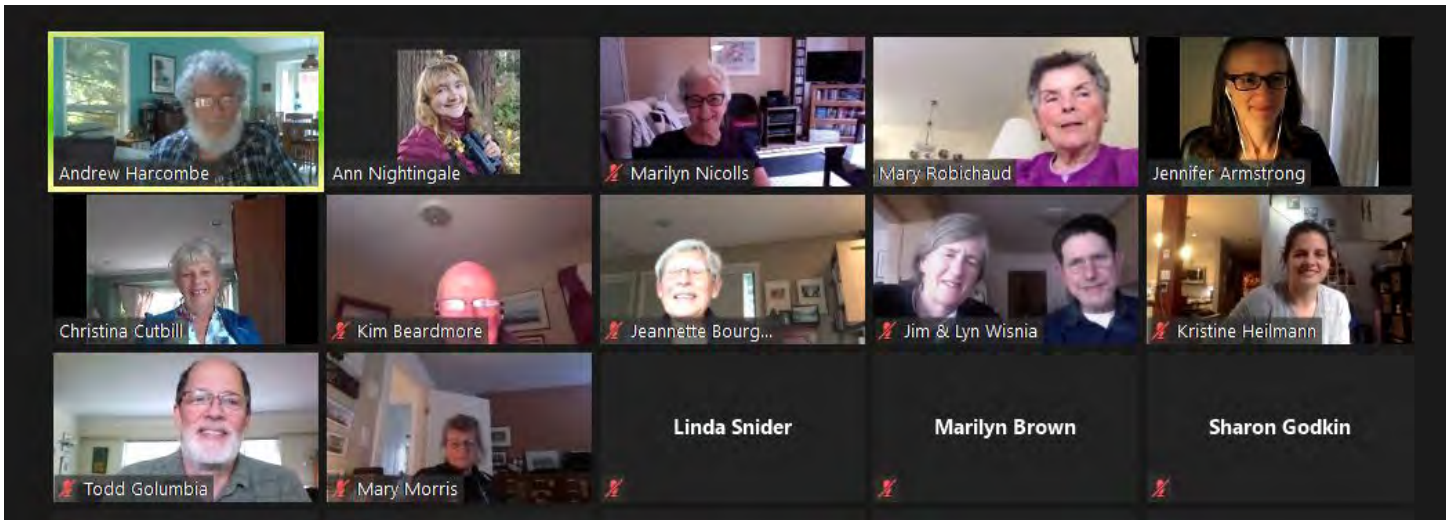 Andrew Harcombe
Ann Nightingale
Marilyn Nicolls
Mary Robichaud
Jennifer Armstrong
Christina Cutbill
Kim Beardmore
Jeannette Bourg...
Jim & Lyn Wisnia
Kristine Heilmann
Todd Golumbia
Mary Morris
Linda Snider
Marilyn Brown
Sharon Godkin